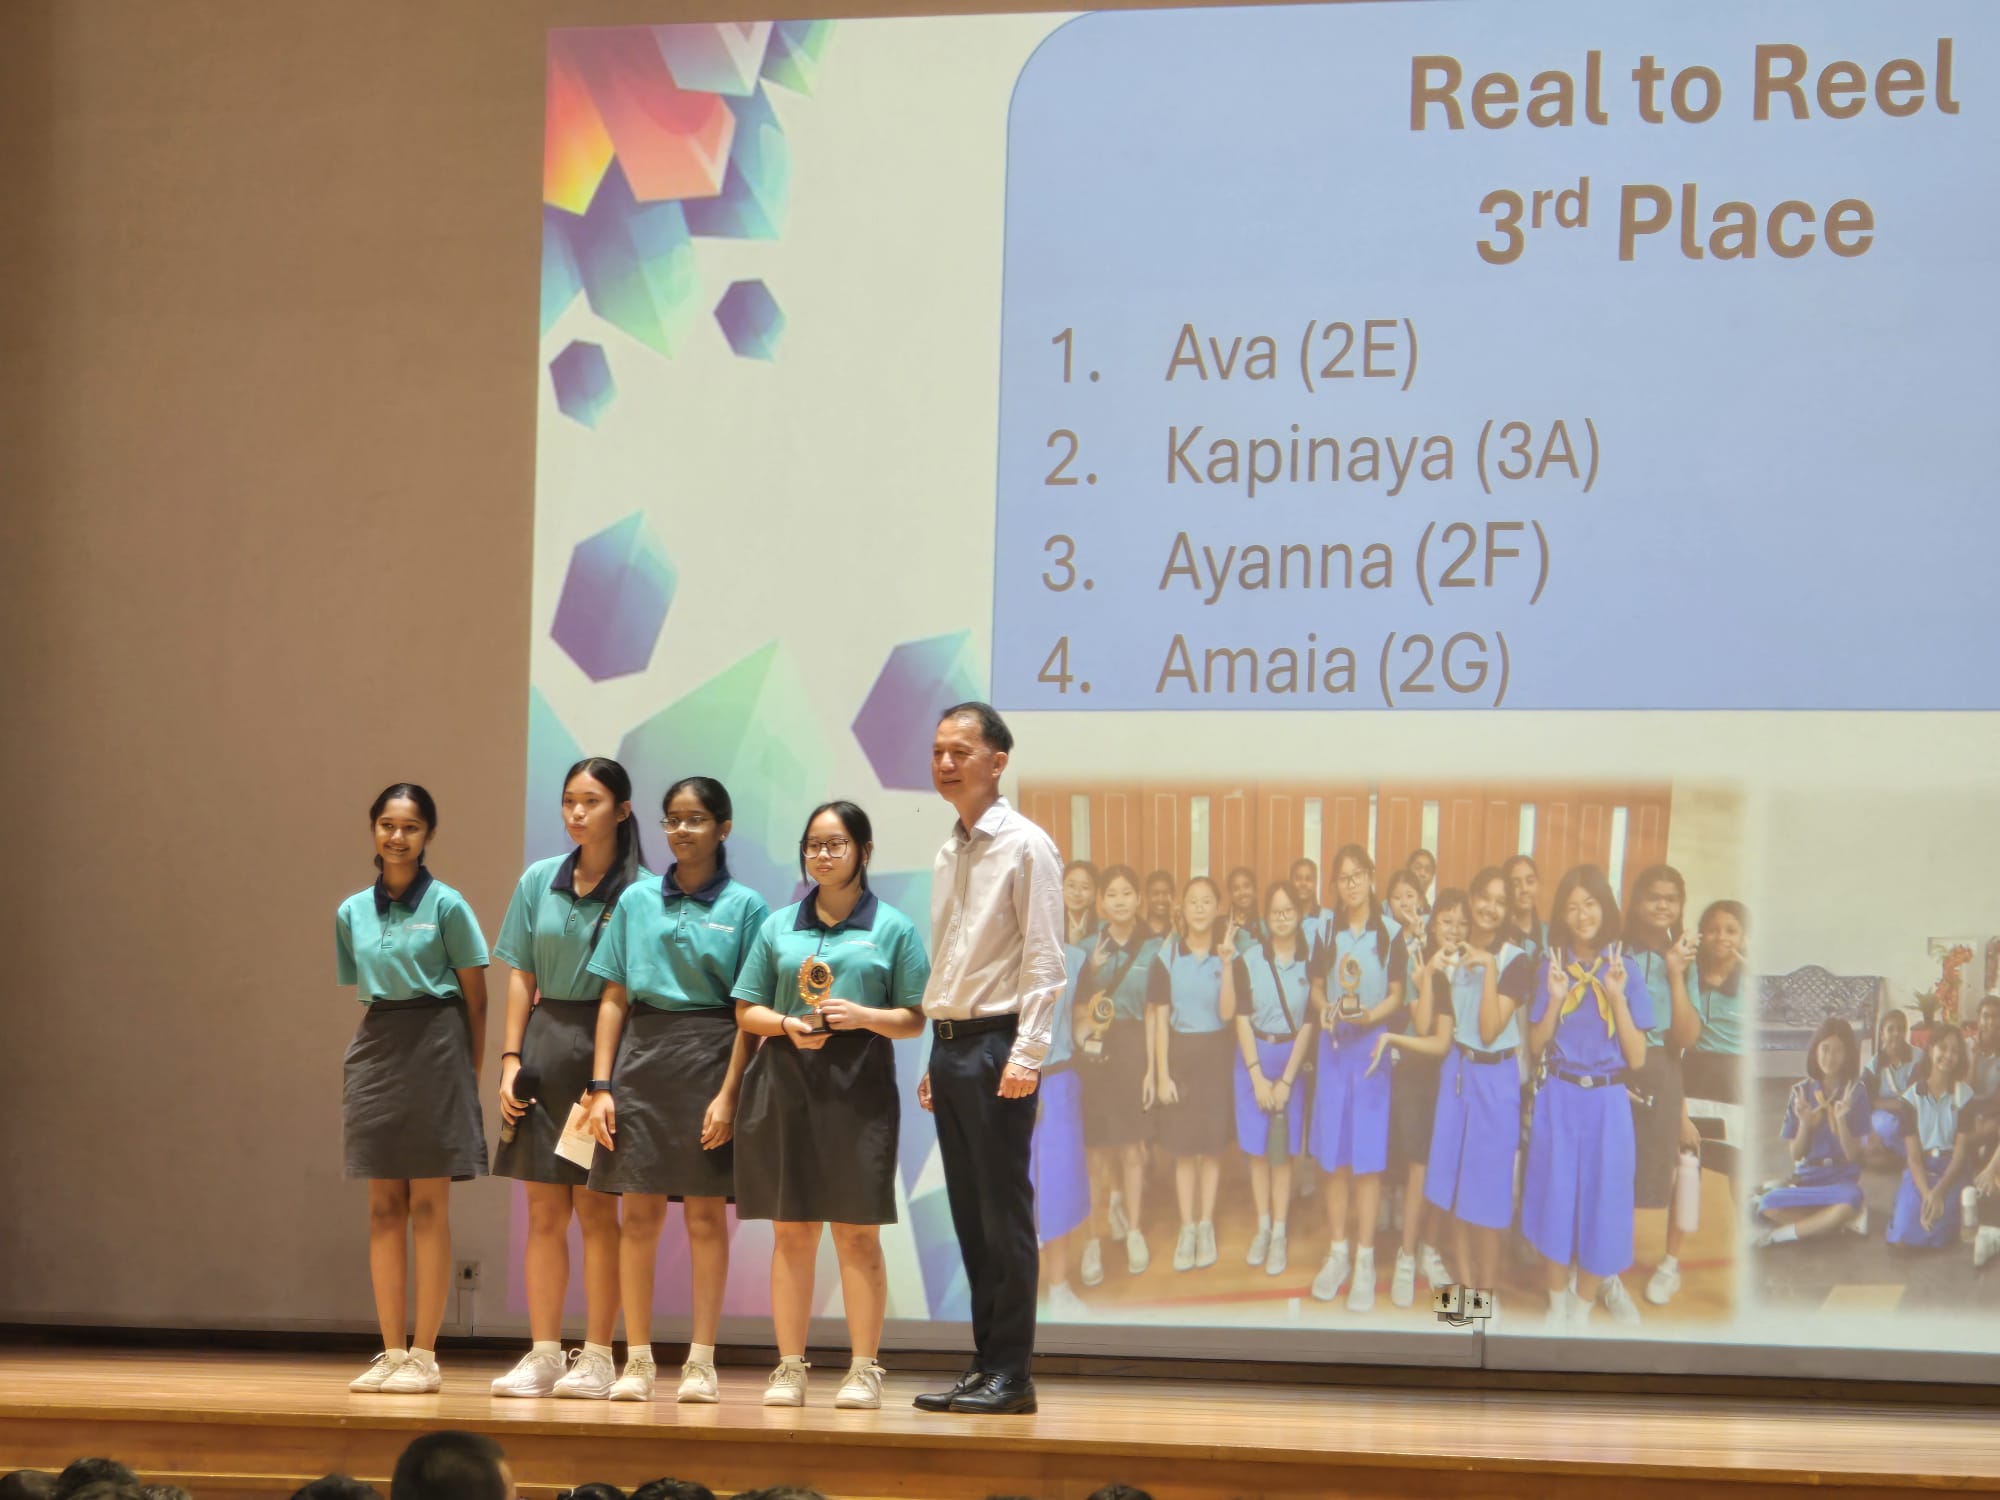 Real to Reel
3rd Place
1. Ava (2E)
2. Kapinaya (3A)
3. Ayanna (2F)
4. Amaia (2G)